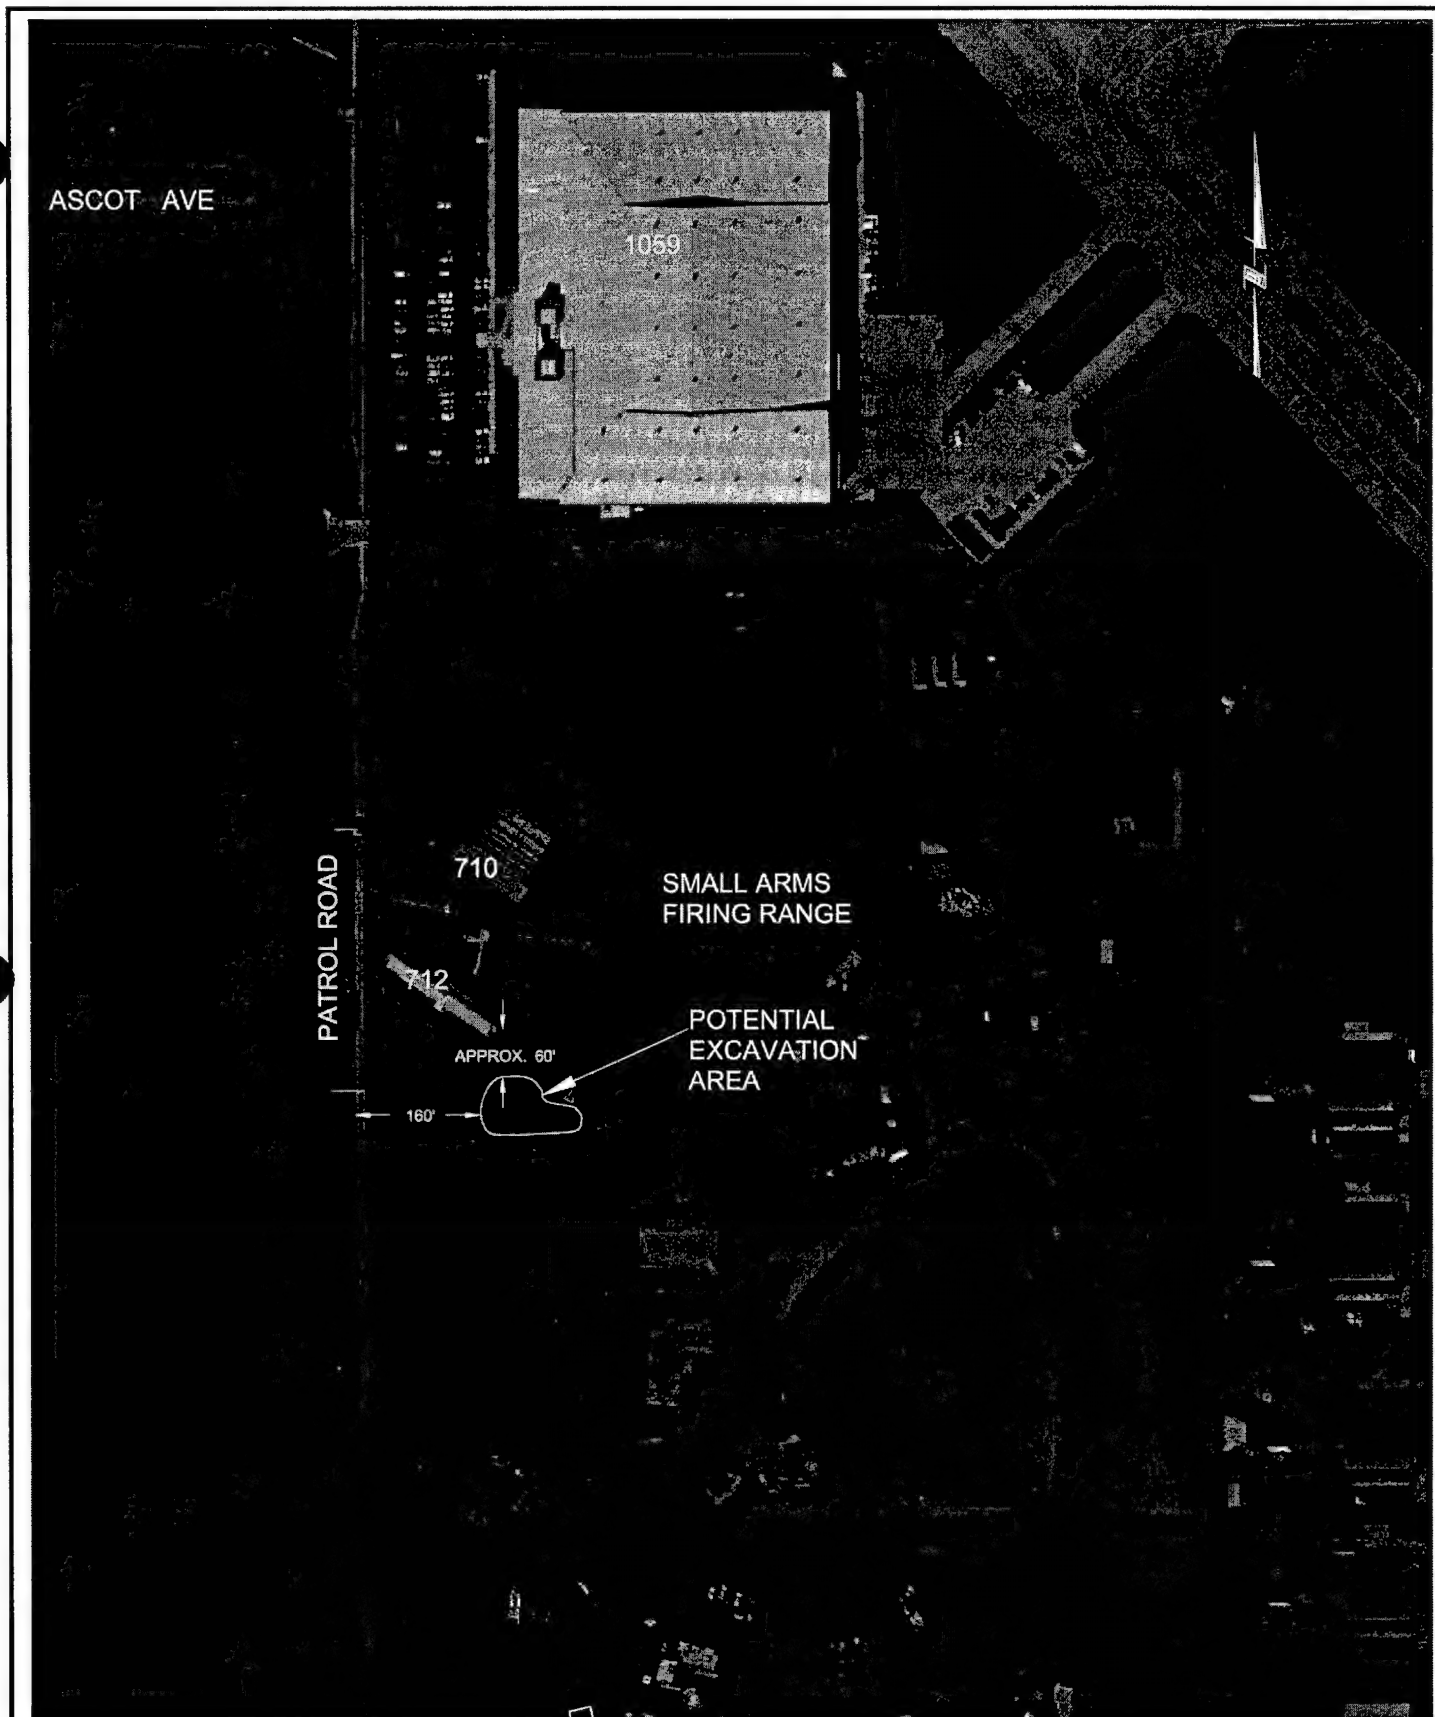 ASCOT AVE
1059
710
SMALL ARMS
FIRING RANGE
PATROL ROAD
712
POTENTIAL
EXCAVATION
AREA
APPROX. 60'
160'